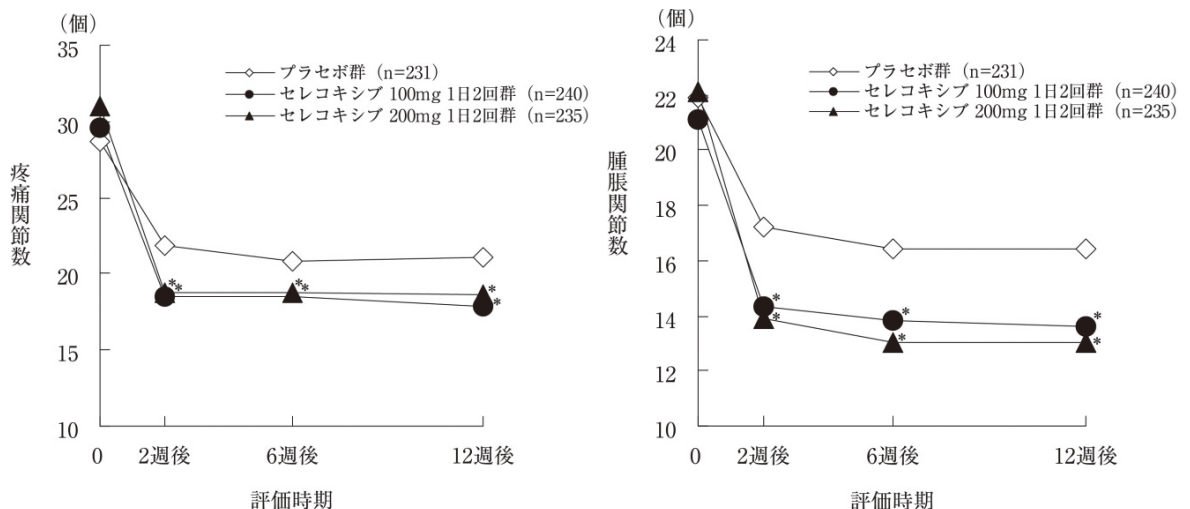 (個)
35
30
25
20
15
10
疼痛関節数
プラセボ群 (n=231)
セレコキシブ 100mg 1日2回群 (n=240)
セレコキシブ 200mg 1日2回群 (n=235)
**
**
*
*
0
2週後
6週後
12週後
評価時期
(個)
24
22
20
18
16
14
12
10
腫脹関節数
プラセボ群 (n=231)
セレコキシブ 100mg 1日2回群 (n=240)
セレコキシブ 200mg 1日2回群 (n=235)
*
*
*
*
*
*
0
2週後
6週後
12週後
評価時期